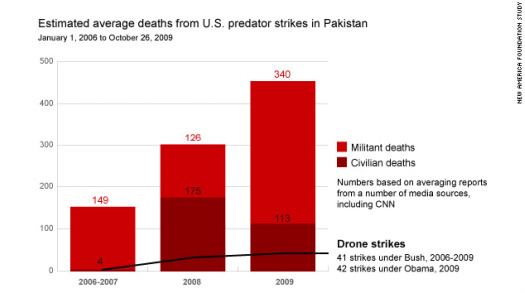 Estimated average deaths from U.S. predator strikes in Pakistan
January 1, 2006 to October 26, 2009
NEW AMERICA FOUNDATION STUDY
500
400
300
200
100
0
149
4
126
175
340
113
2006-2007
2008
2009
Militant deaths
Civilian deaths
Numbers based on averaging reports
from a number of media sources,
including CNN
Drone strikes
41 strikes under Bush, 2006-2009
42 strikes under Obama, 2009